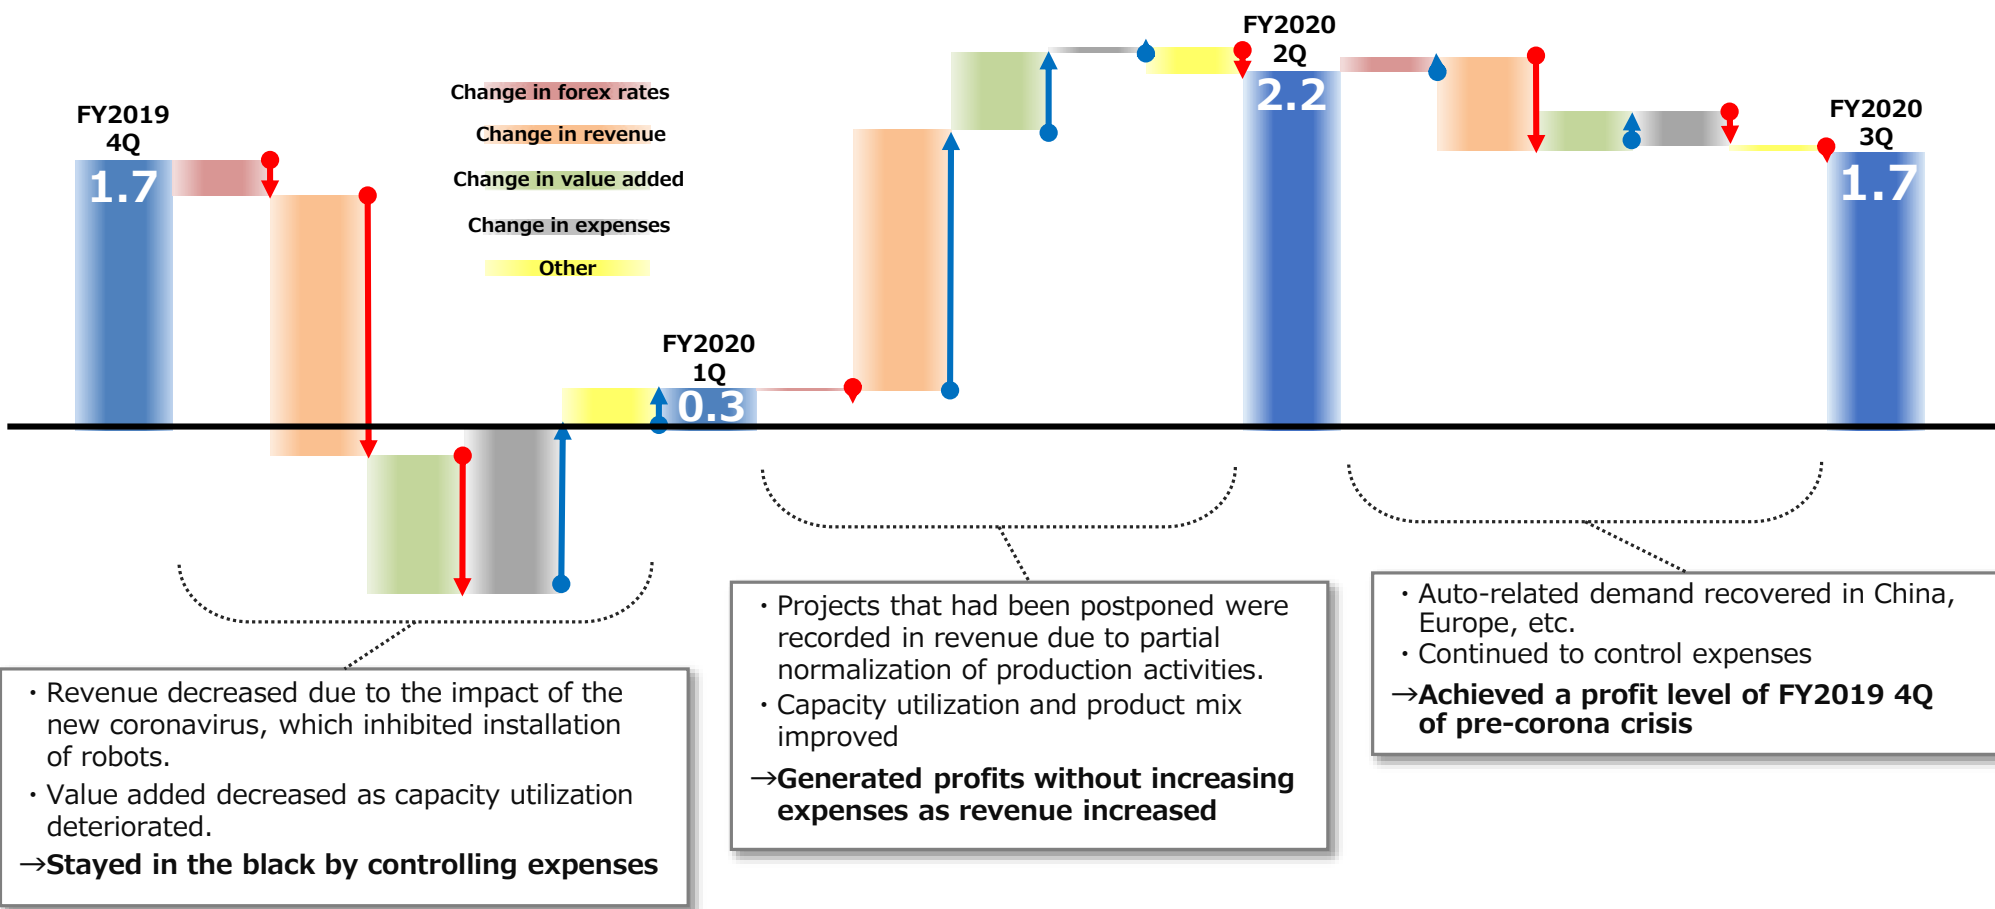 FY2019
4Q
1.7
Change in forex rates
Change in revenue
Change in value added
Change in expenses
Other
FY2020
1Q
0.3
FY2020
2Q
2.2
FY2020
3Q
1.7
・Revenue decreased due to the impact of the
new coronavirus, which inhibited installation
of robots.
・Value added decreased as capacity utilization
deteriorated.
→Stayed in the black by controlling expenses
・Projects that had been postponed were
recorded in revenue due to partial
normalization of production activities.
・Capacity utilization and product mix
improved
→Generated profits without increasing
expenses as revenue increased
・Auto-related demand recovered in China,
Europe, etc.
・Continued to control expenses
→Achieved a profit level of FY2019 4Q
of pre-corona crisis